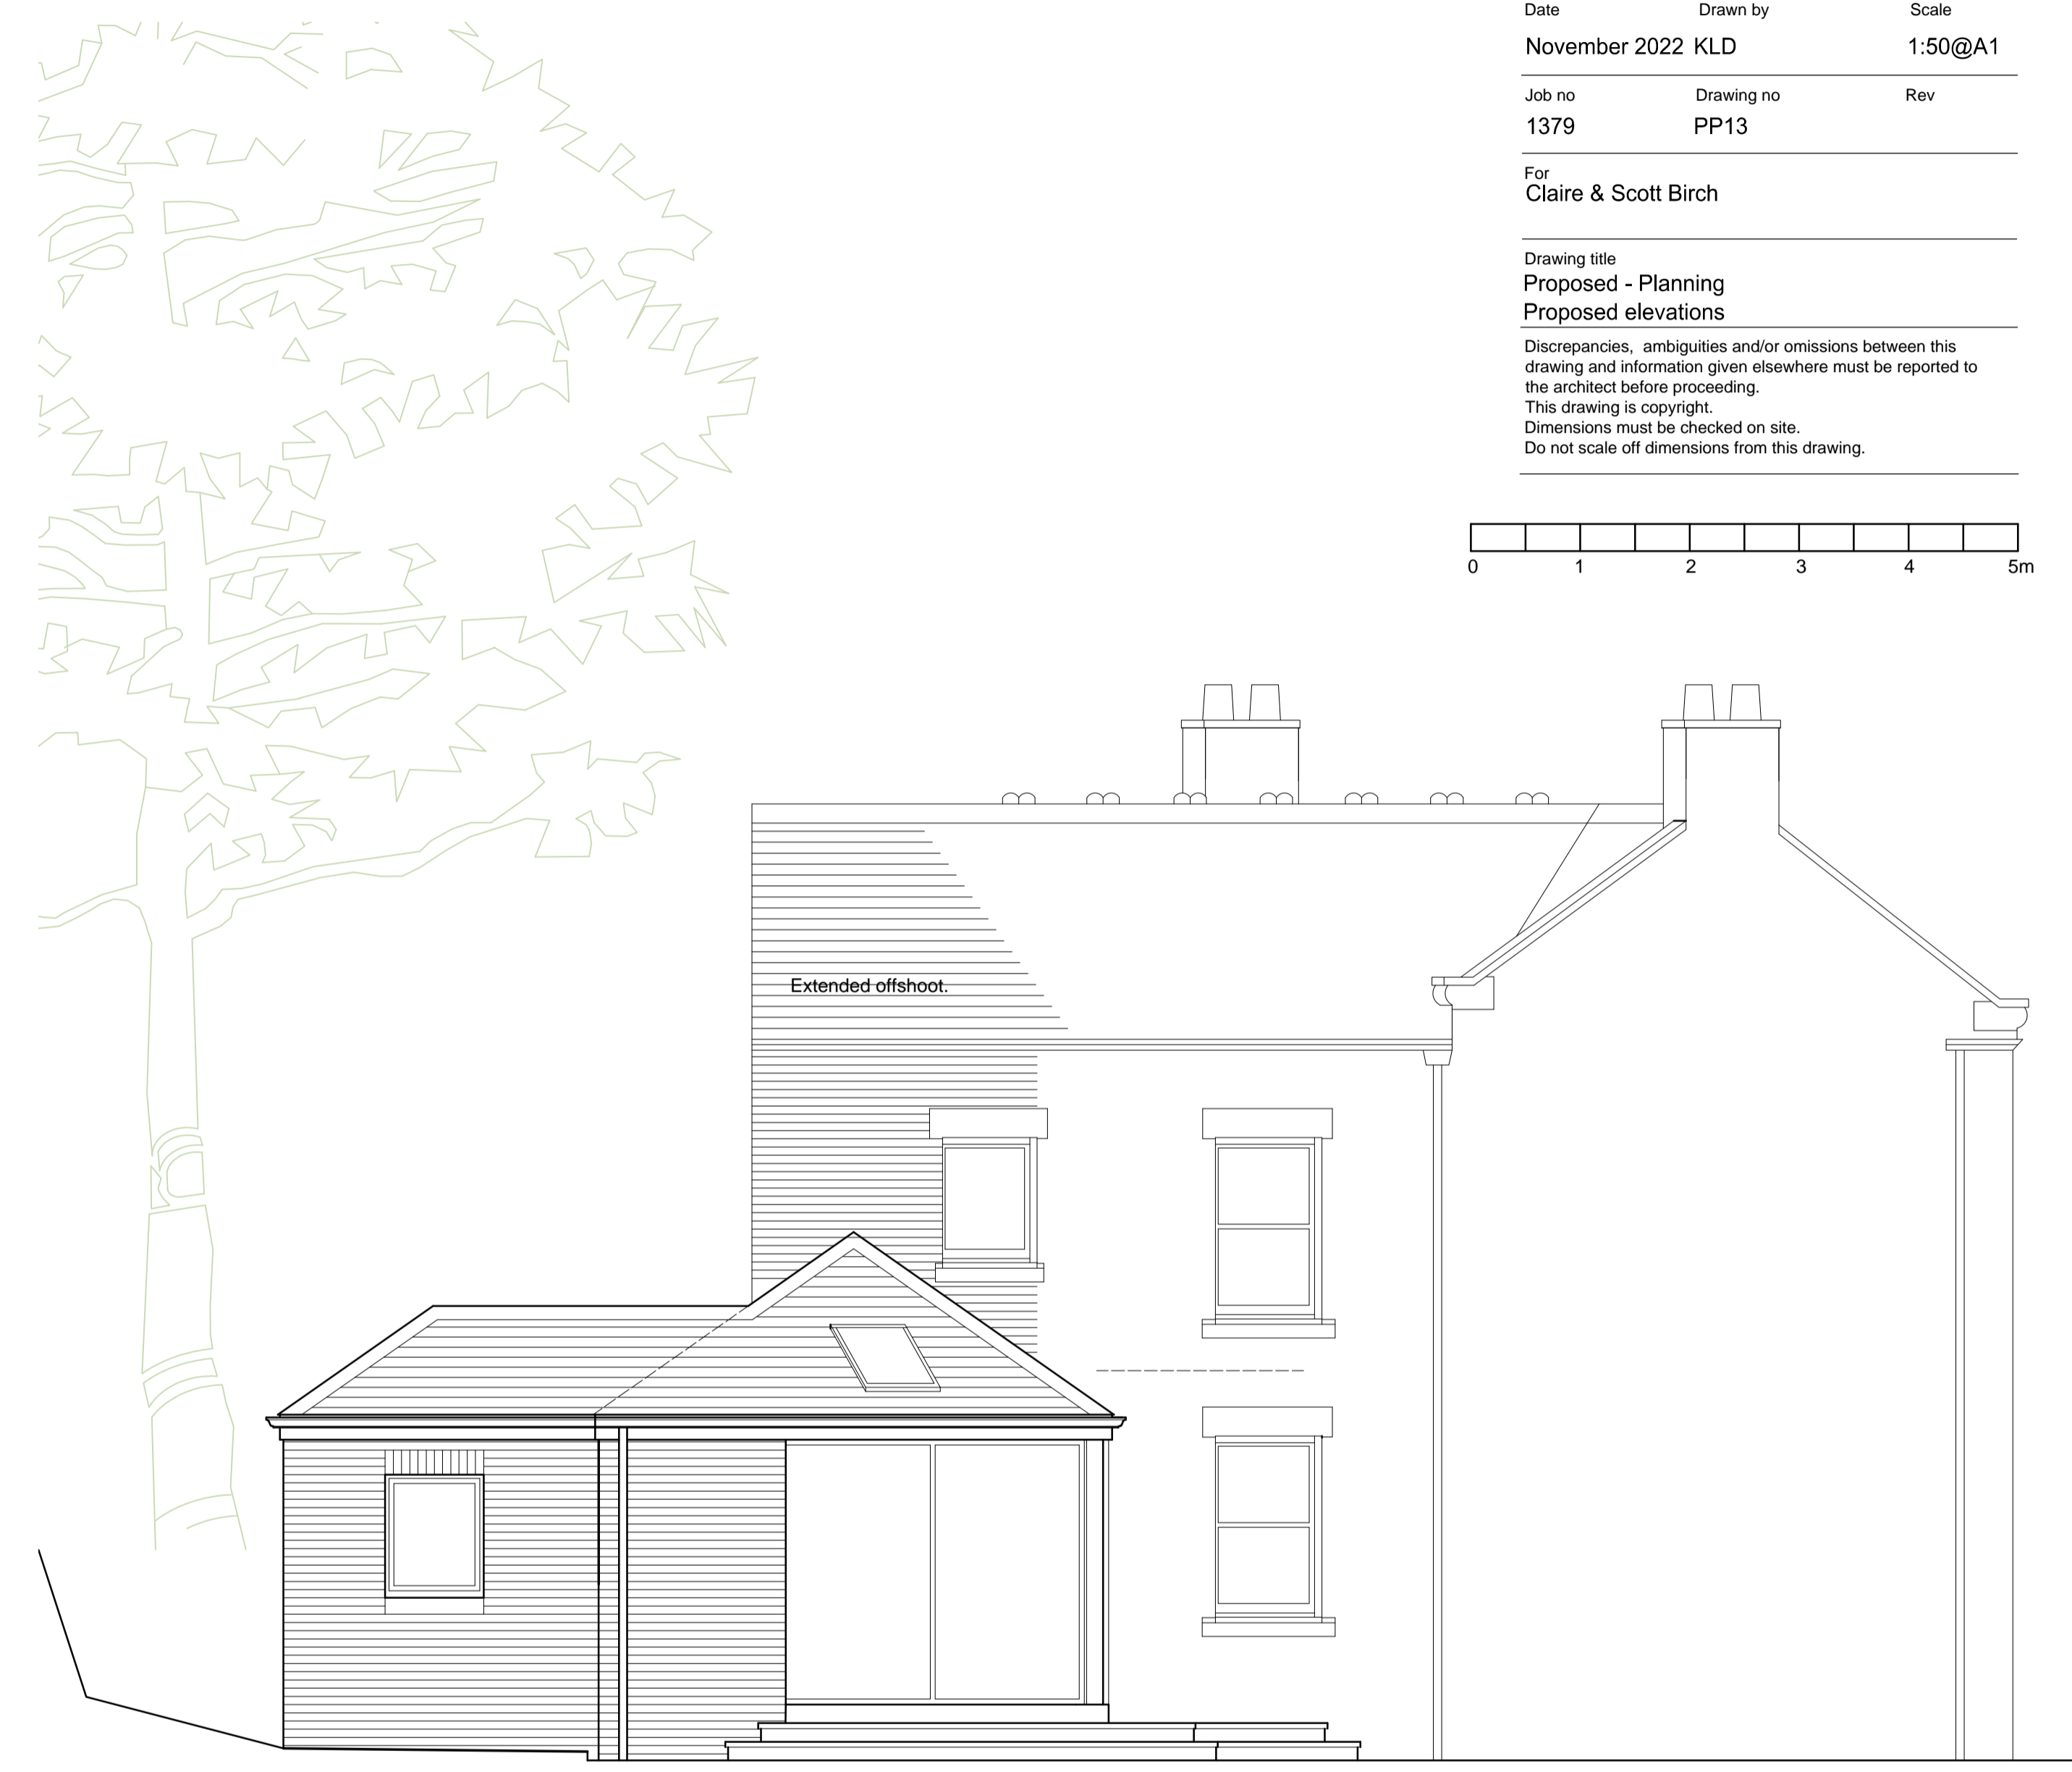 Date Drawn by Scale
November 2022 KLD 1:50@A1
Job no Drawing no Rev
1379 PP13
For
Claire & Scott Birch
Drawing title
Proposed - Planning
Proposed elevations
Discrepancies, ambiguities and/or omissions between this
drawing and information given elsewhere must be reported to
the architect before proceeding.
This drawing is copyright.
Dimensions must be checked on site.
Do not scale off dimensions from this drawing.
0 1 2 3 4 5m
Extended offshoot.